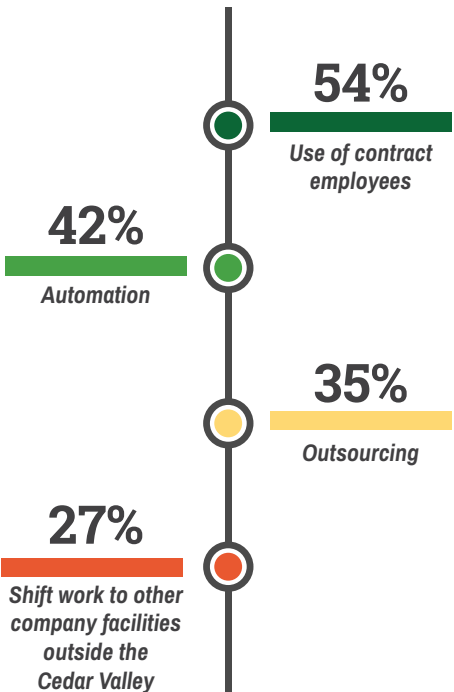 54%
Use of contract
employees
42%
Automation
35%
Outsourcing
27%
Shift work to other
company facilities
outside the
Cedar Valley